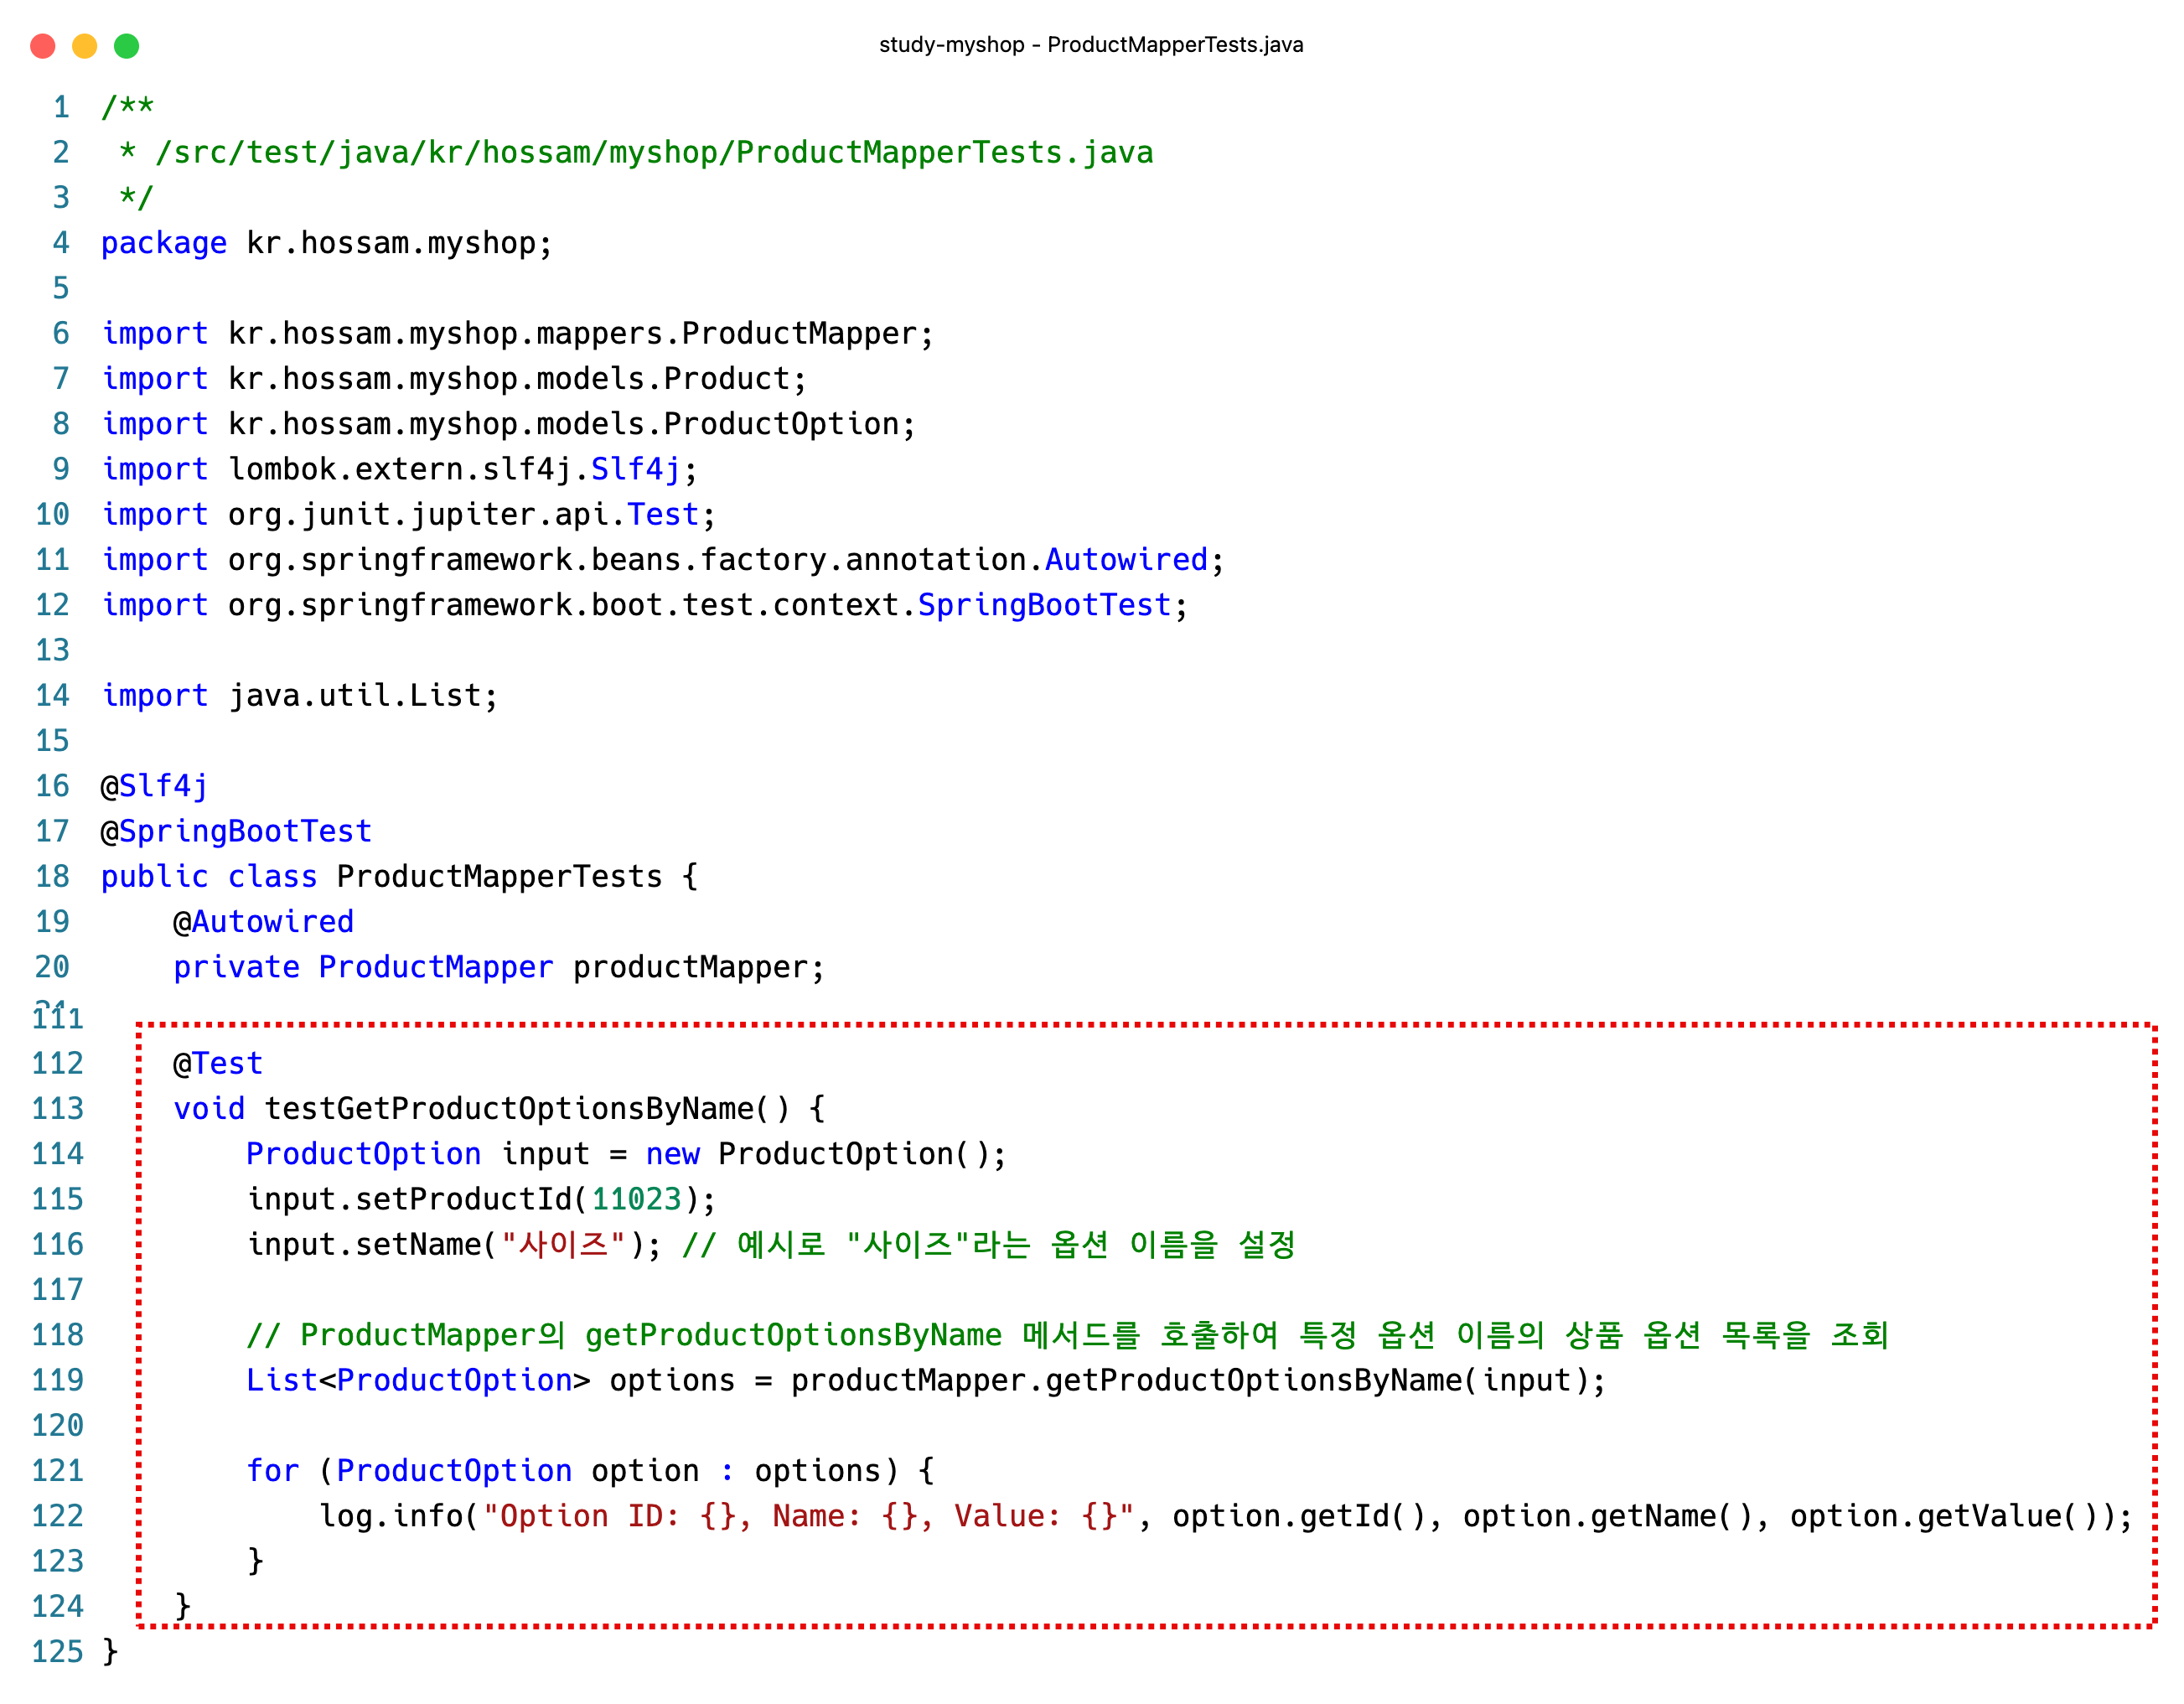 study-myshop - ProductMapperTests.java
1 /**
2  * /src/test/java/kr/hossam/myshop/ProductMapperTests.java
3  */
4 package kr.hossam.myshop;
5
6 import kr.hossam.myshop.mappers.ProductMapper;
7 import kr.hossam.myshop.models.Product;
8 import kr.hossam.myshop.models.ProductOption;
9 import lombok.extern.slf4j.Slf4j;
10 import org.junit.jupiter.api.Test;
11 import org.springframework.beans.factory.annotation.Autowired;
12 import org.springframework.boot.test.context.SpringBootTest;
13
14 import java.util.List;
15
16 @Slf4j
17 @SpringBootTest
18 public class ProductMapperTests {
19     @Autowired
20     private ProductMapper productMapper;
111
112     @Test
113     void testGetProductOptionsByName() {
114         ProductOption input = new ProductOption();
115         input.setProductId(11023);
116         input.setName("사이즈"); // 예시로 "사이즈"라는 옵션 이름을 설정
117
118         // ProductMapper의 getProductOptionsByName 메서드를 호출하여 특정 옵션 이름의 상품 옵션 목록을 조회
119         List<ProductOption> options = productMapper.getProductOptionsByName(input);
120
121         for (ProductOption option : options) {
122             log.info("Option ID: {}, Name: {}, Value: {}", option.getId(), option.getName(), option.getValue());
123         }
124     }
125 }